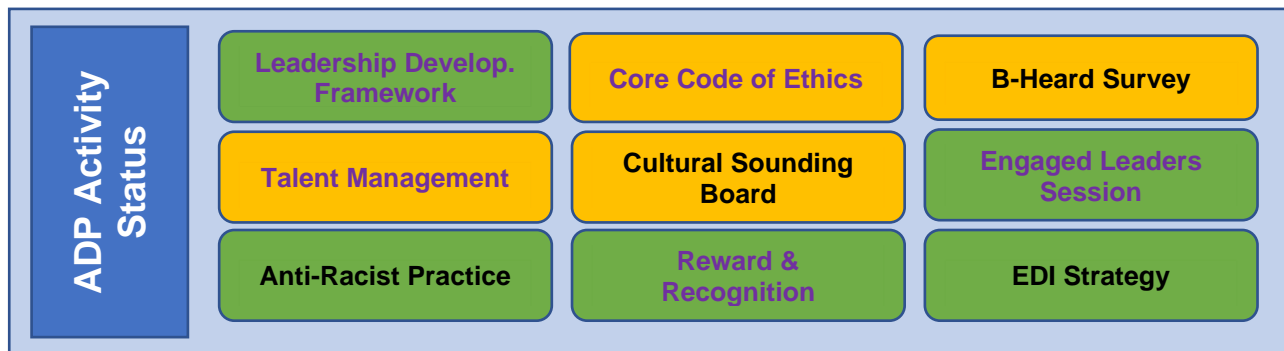 ADP Activity
Status
Leadership Develop.
Framework
Core Code of Ethics
B-Heard Survey
Talent Management
Cultural Sounding
Board
Engaged Leaders
Session
Anti-Racist Practice
Reward &
Recognition
EDI Strategy